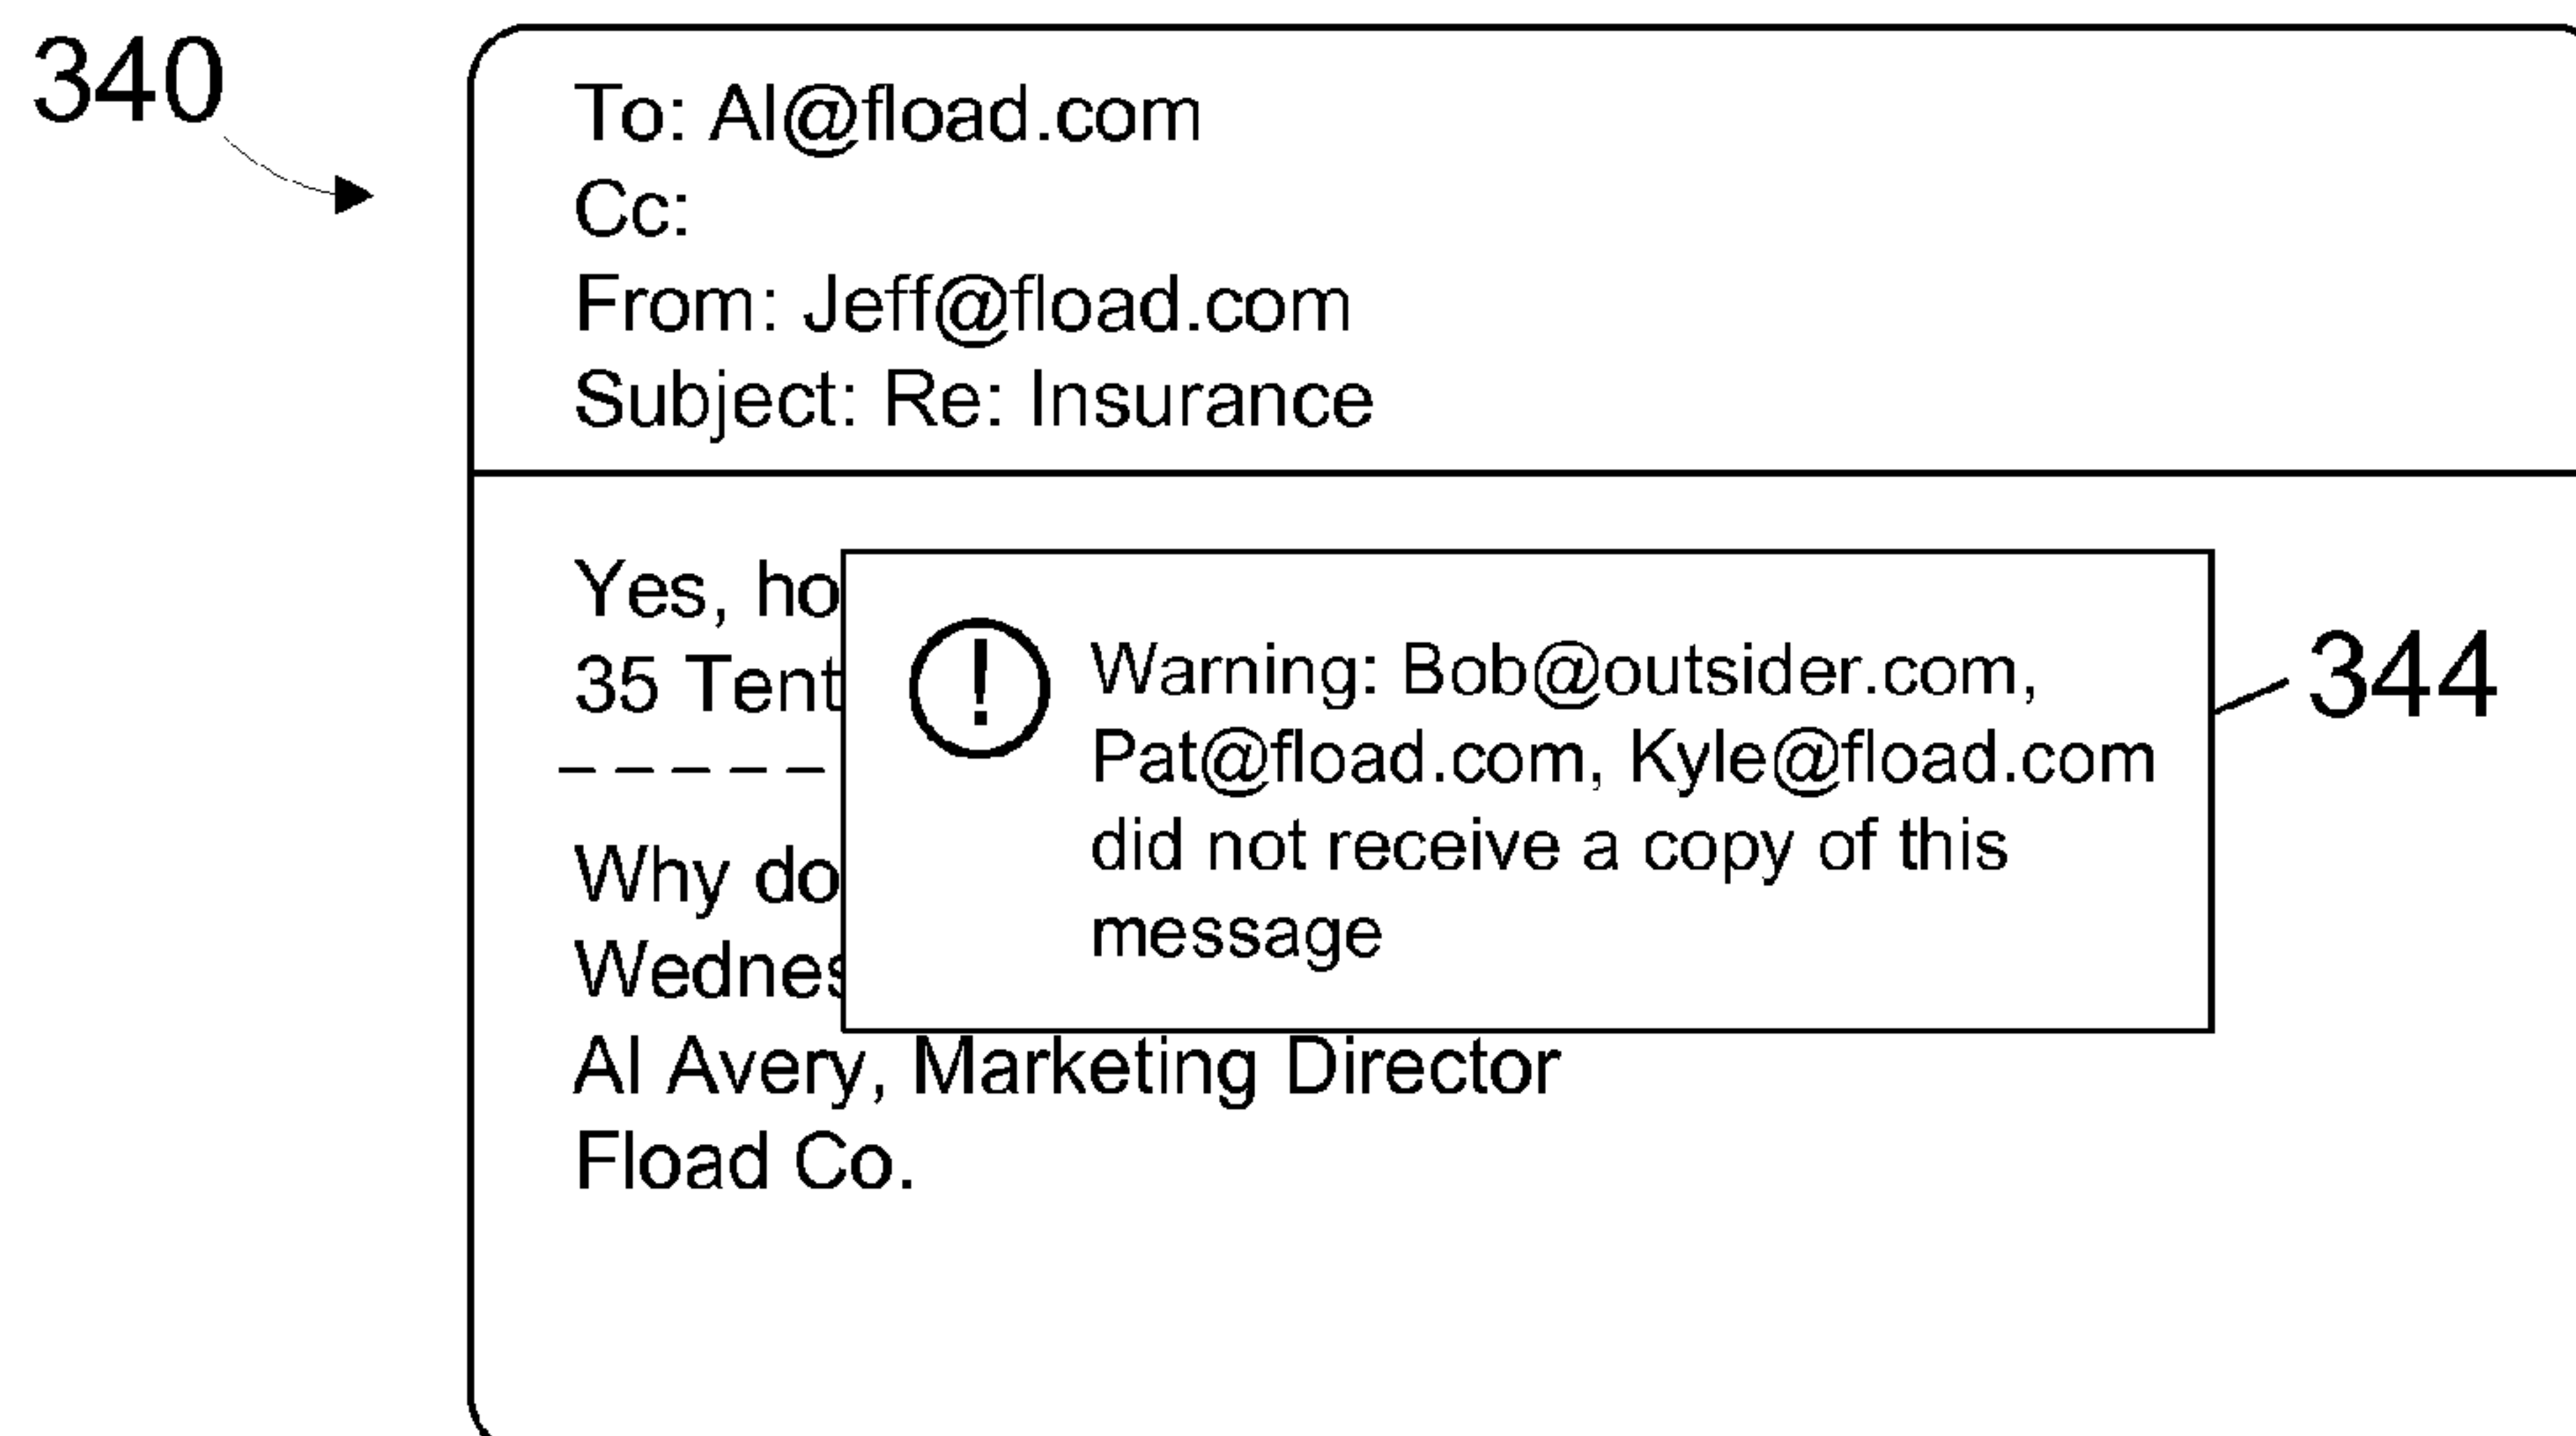 340
To: Al@fload.com
Cc:
From: Jeff@fload.com
Subject: Re: Insurance
Yes, ho
35 Tent
Warning: Bob@outsider.com,
Pat@fload.com, Kyle@fload.com
did not receive a copy of this
message
344
Why do
Wednes
Al Avery, Marketing Director
Fload Co.